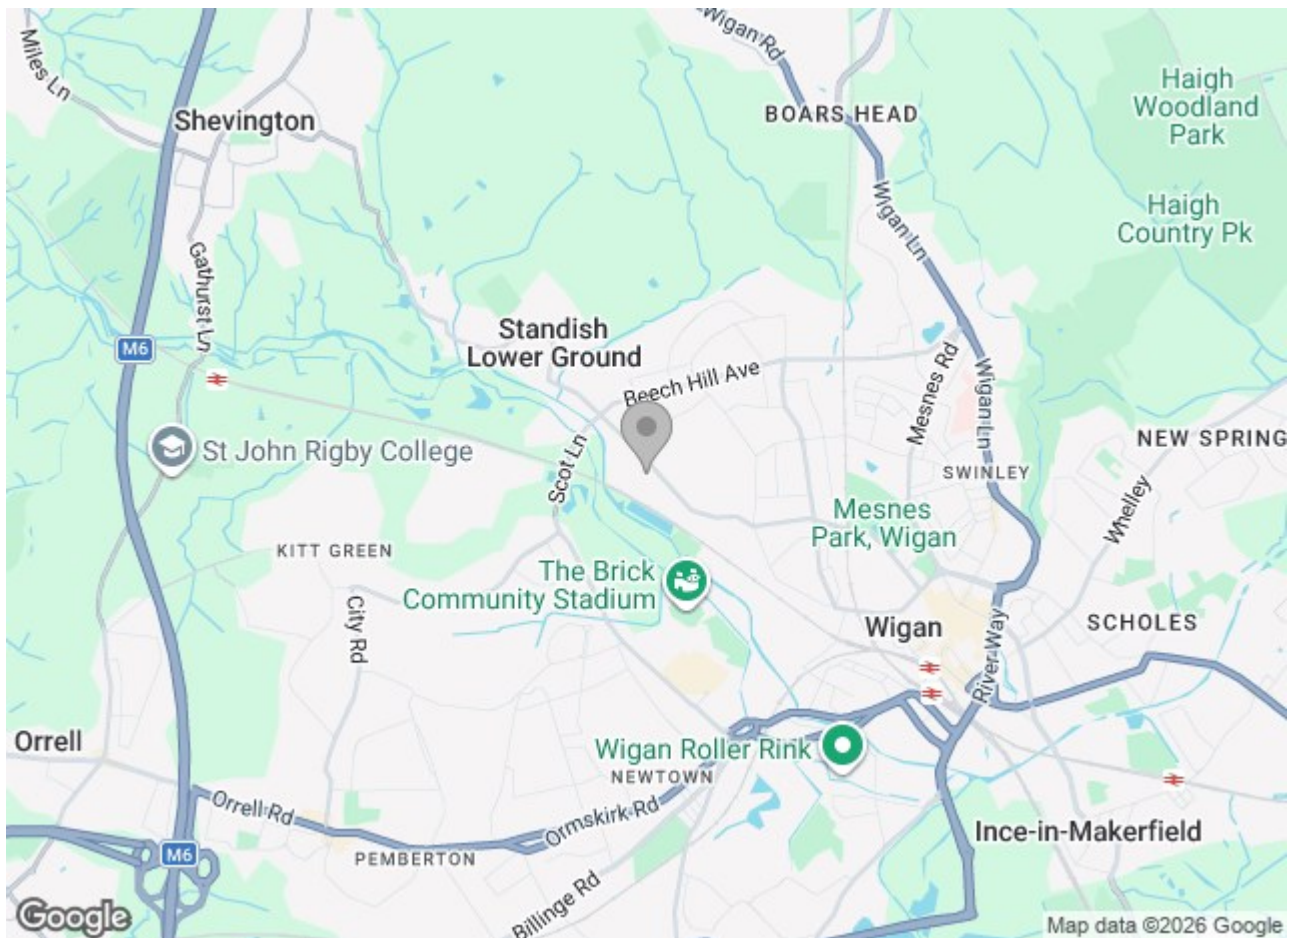 Wigan Rd
Miles Ln
Shevington
BOARS HEAD
Haigh
Woodland
Park
Wigan Ln
Haigh
Country Pk
Gathurst Ln
M6
Standish
Lower Ground
Beech Hill Ave
Mesnes Rd
Wigan Ln
St John Rigby College
Scot Ln
NEW SPRING
SWINLEY
Whelley
Mesnes
Park, Wigan
KITT GREEN
The Brick
Community Stadium
City Rd
Wigan
SCHOLES
River Way
Orrell
Wigan Roller Rink
NEWTOWN
Orrell Rd
Ormskirk Rd
Ince-in-Makerfield
M6
PEMBERTON
Billinge Rd
Google
Map data ©2026 Google